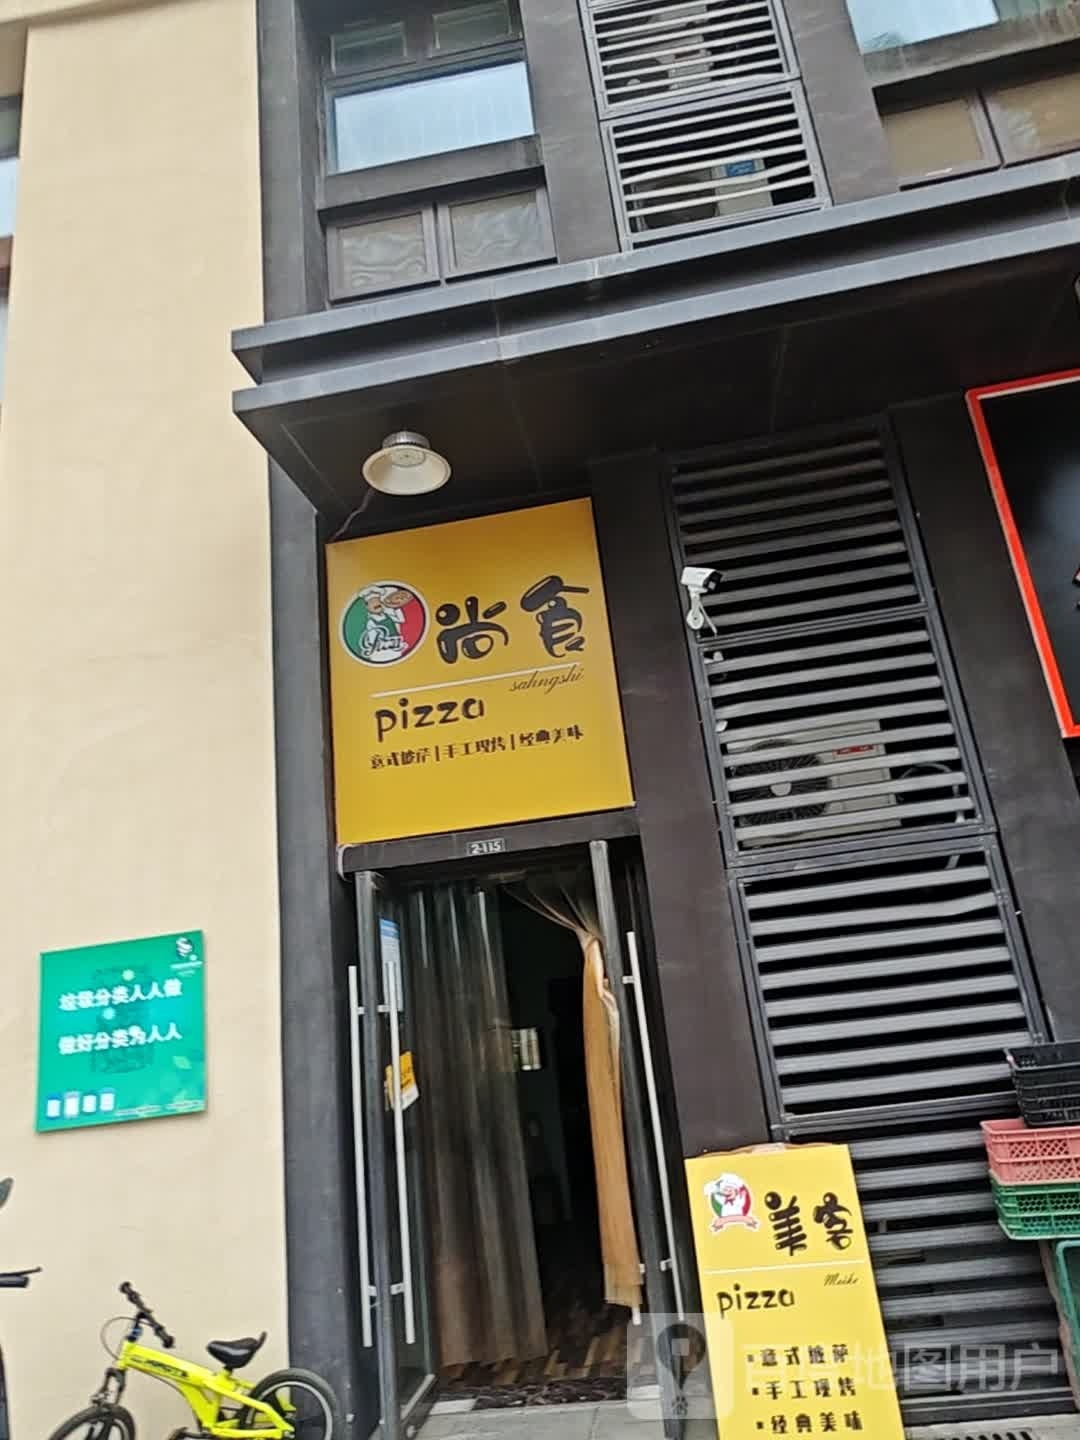 尚食
sahngshi
pizza
意式披萨|手工现烤|经典美味
2-115
垃圾分类人人做
做好分类为人人
美客
Meike
pizza
▪意式披萨
▪手工现烤
▪经典美味
百度地图用户